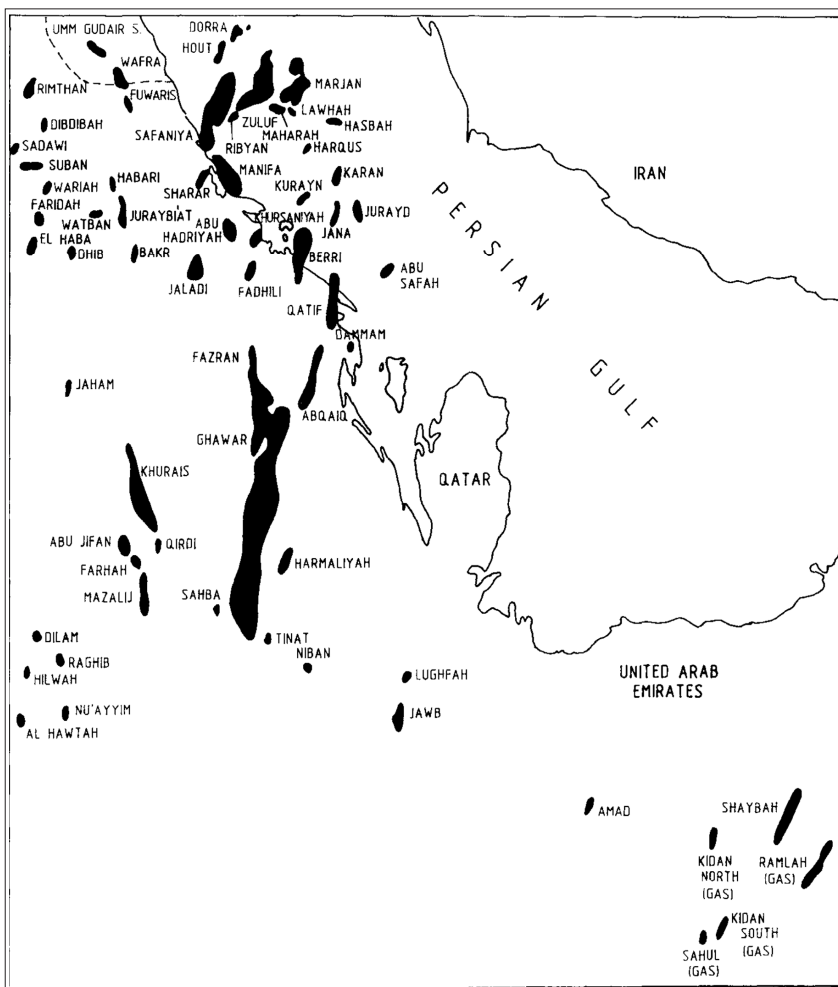 UMM GUDAIR S.
DORRA
HOUT
WAFRA
RIMTHAN
FUWARIS
MARJAN
LAWHAH
ZULUF
MAHARAH
HASBAH
DIBDIBAH
SAFANIYA
RIBYAN
HARQUS
SADAWI
SUBAN
MANIFA
KARAN
IRAN
WARIAH
HABARI
SHARAR
KURAYN
FARIDAH
WATBAN
JURAYBIAT
ABU
HADRIYAH
KHURSANIYAH
JURAYD
JANA
EL HABA
DHIB
BAKR
BERRI
ABU
SAFAH
JALADI
FADHILI
QATIF
PERSIAN GULF
DAMMAM
FAZRAN
JAHAM
ABQAIQ
GHAWAR
KHURAIS
QATAR
ABU JIFAN
QIRDI
FARHAH
HARMALIYAH
MAZALIJ
SAHBA
DILAM
TINAT
RAGHIB
NIBAN
HILWAH
LUGHFAH
UNITED ARAB
EMIRATES
NU'AYYIM
JAWB
AL HAWTAH
AMAD
SHAYBAH
KIDAN
NORTH
(GAS)
RAMLAH
(GAS)
KIDAN
SOUTH
(GAS)
SAHUL
(GAS)